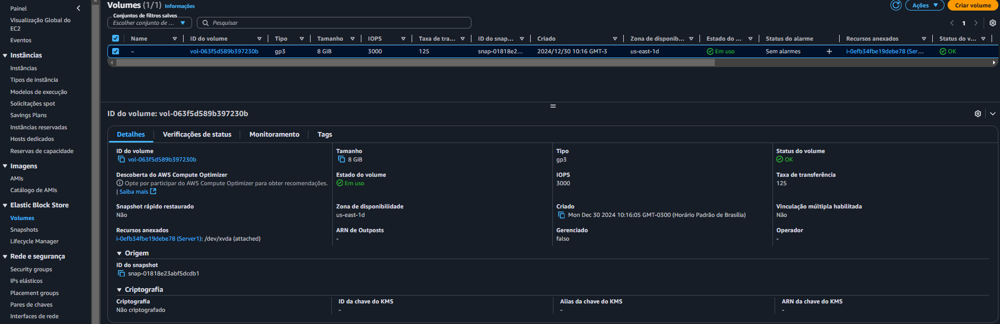 Painel
Visualização Global do
EC2
Eventos
Instâncias
Instâncias
Tipos de instância
Modelos de execução
Solicitações spot
Savings Plans
Instâncias reservadas
Hosts dedicados
Reservas de capacidade
Imagens
AMIs
Catálogo de AMIs
Elastic Block Store
Volumes
Snapshots
Lifecycle Manager
Rede e segurança
Security groups
IPs elásticos
Placement groups
Pares de chaves
Interfaces de rede
Volumes (1/1) Informações
Ações
Criar volume
Conjuntos de filtros salvos
Escolher conjunto de ...
Pesquisar
1
Name ID do volume Tipo Tamanho IOPS Taxa de tra... ID do snap... Criado Zona de disponib... Estado do ... Status do alarme Recursos anexados Status do v...
– vol-063f5d589b397230b gp3 8 GiB 3000 125 snap-01818e2... 2024/12/30 10:16 GMT-3 us-east-1d Em uso Sem alarmes + i-0efb34fbe19debe78 (Ser... OK
ID do volume: vol-063f5d589b397230b
Detalhes Verificações de status Monitoramento Tags
ID do volume
vol-063f5d589b397230b
Tamanho
8 GiB
Tipo
gp3
Status do volume
OK
Descoberta do AWS Compute Optimizer
Opte por participar do AWS Compute Optimizer para obter recomendações.
| Saiba mais
Estado do volume
Em uso
IOPS
3000
Taxa de transferência
125
Snapshot rápido restaurado
Não
Zona de disponibilidade
us-east-1d
Criado
Mon Dec 30 2024 10:16:05 GMT-0300 (Horário Padrão de Brasília)
Vinculação múltipla habilitada
Não
Recursos anexados
i-0efb34fbe19debe78 (Server1): /dev/xvda (attached)
ARN de Outposts
-
Gerenciado
falso
Operador
-
Origem
ID do snapshot
snap-01818e23abf5dcdb1
Criptografia
Criptografia
Não criptografado
ID da chave do KMS
-
Alias da chave do KMS
-
ARN da chave do KMS
-